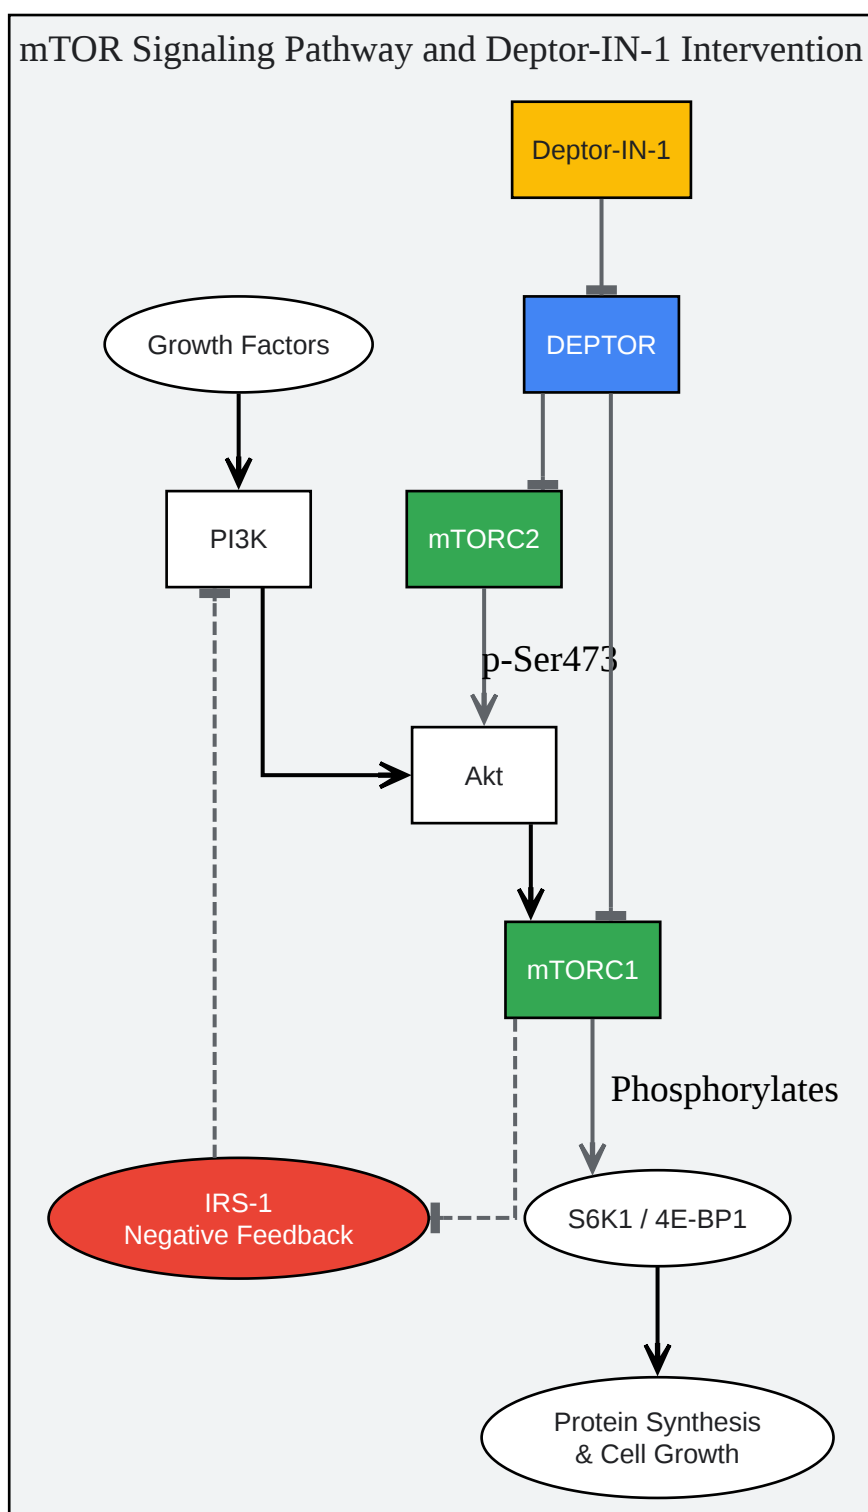 mTOR Signaling Pathway and Deptor-IN-1 Intervention
Deptor-IN-1
Growth Factors
DEPTOR
PI3K
mTORC2
p-Ser473
Akt
mTORC1
Phosphorylates
IRS-1
Negative Feedback
S6K1 / 4E-BP1
Protein Synthesis
& Cell Growth